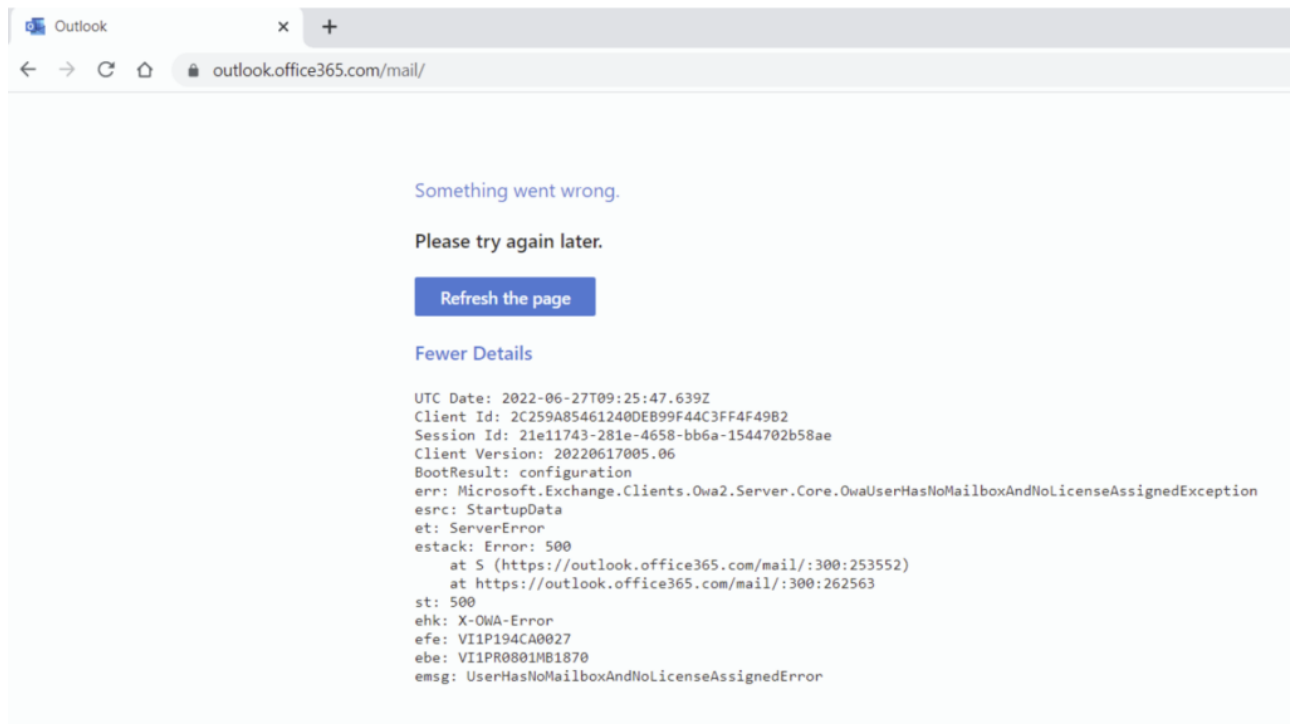 Outlook
outlook.office365.com/mail/
Something went wrong.
Please try again later.
Refresh the page
Fewer Details
UTC Date: 2022-06-27T09:25:47.639Z
Client Id: 2C259A85461240DEB99F44C3FF4F49B2
Session Id: 21e11743-281e-4658-bb6a-1544702b58ae
Client Version: 20220617005.06
BootResult: configuration
err: Microsoft.Exchange.Clients.Owa2.Server.Core.OwaUserHasNoMailboxAndNoLicenseAssignedException
esrc: StartupData
et: ServerError
estack: Error: 500
at S (https://outlook.office365.com/mail/:300:253552)
at https://outlook.office365.com/mail/:300:262563
st: 500
ehk: X-OWA-Error
efe: VI1P194CA0027
ebe: VI1PR0801MB1870
emsg: UserHasNoMailboxAndNoLicenseAssignedError